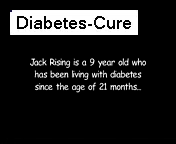 Diabetes-Cure
Jack Rising is a 9 year old who
has been living with diabetes
since the age of 21 months...